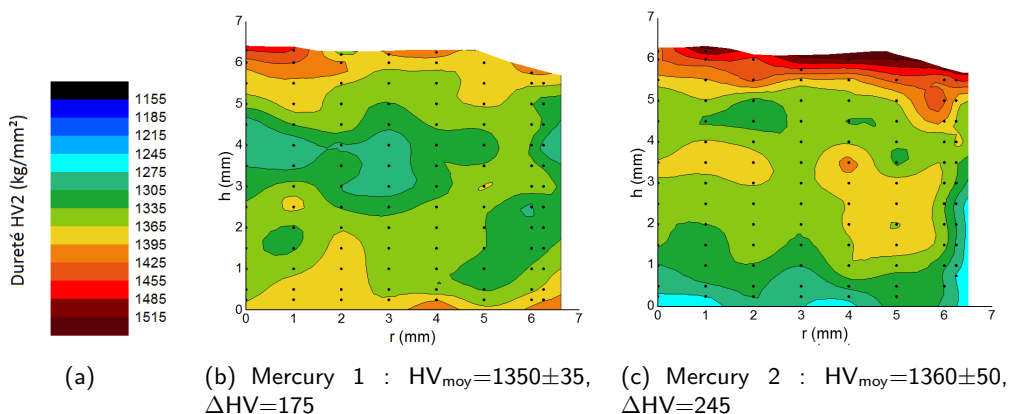 Dureté HV2 (kg/mm²)
1155
1185
1215
1245
1275
1305
1335
1365
1395
1425
1455
1485
1515
(a)
7
6
5
4
3
2
1
0
h (mm)
0 1 2 3 4 5 6 7
r (mm)
(b) Mercury 1 : HVmoy=1350±35,
ΔHV=175
7
6
5
4
3
2
1
0
h (mm)
0 1 2 3 4 5 6 7
r (mm)
(c) Mercury 2 : HVmoy=1360±50,
ΔHV=245